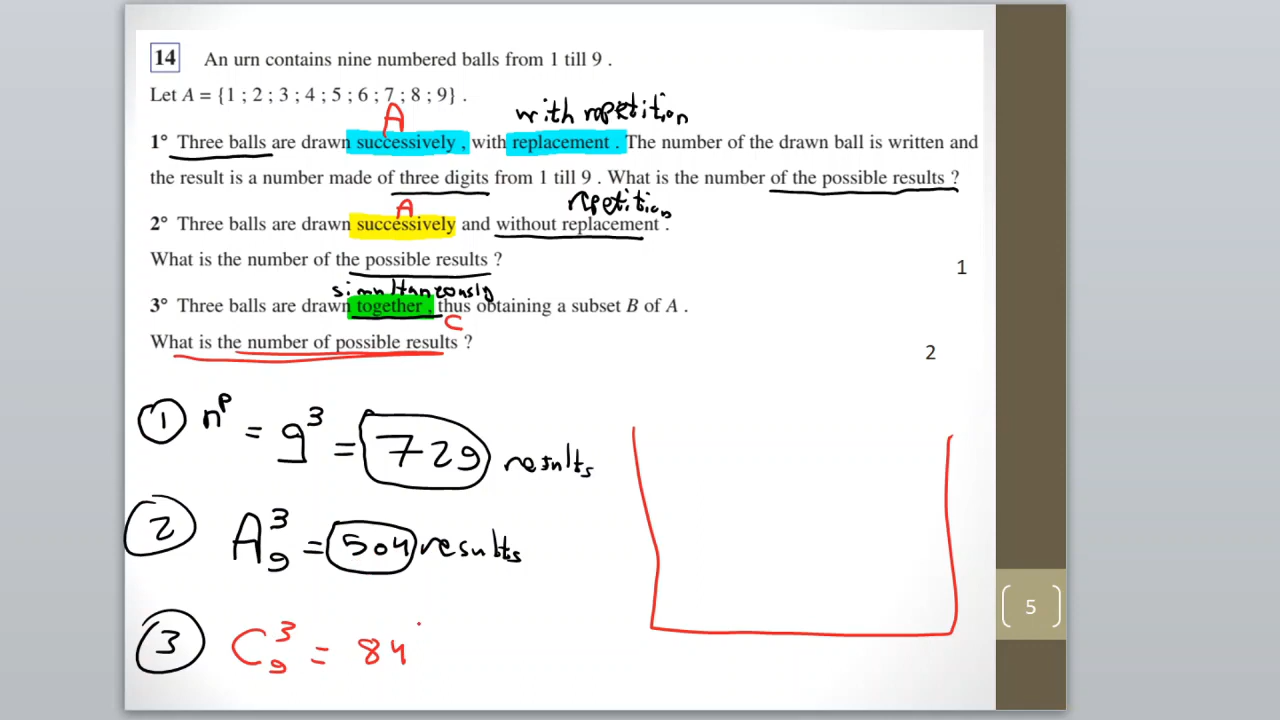 14 An urn contains nine numbered balls from 1 till 9 .
Let A = {1 ; 2 ; 3 ; 4 ; 5 ; 6 ; 7 ; 8 ; 9} .
A with repetition
1° Three balls are drawn successively , with replacement . The number of the drawn ball is written and
the result is a number made of three digits from 1 till 9 . What is the number of the possible results ?
A repetition
2° Three balls are drawn successively and without replacement .
What is the number of the possible results ?
1
simultaneously
3° Three balls are drawn together , thus obtaining a subset B of A .
C
What is the number of possible results ?
2
① nᵖ = 9³ = 729 results
② A₉³ = 504 results
③ C₉³ = 84
5